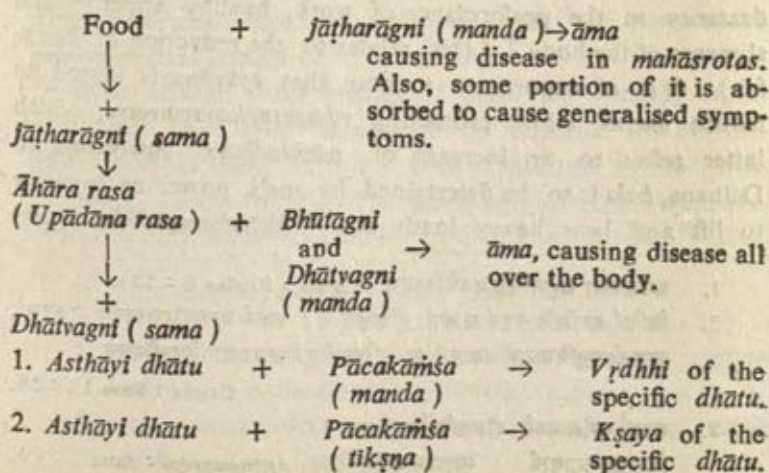 Food + jāṭharāgni ( manda )→āma
causing disease in mahāsrotas.
Also, some portion of it is ab-
sorbed to cause generalised symp-
toms.
↓
+
jāṭharāgni ( sama )
↓
Āhāra rasa
( Upādāna rasa ) + Bhūtāgni
and → āma, causing disease all
Dhātvagni over the body.
( manda )
↓
+
Dhātvagni ( sama )
1. Asthāyi dhātu + Pācakāṁśa → Vṛdhhi of the
( manda ) specific dhātu.
2. Asthāyi dhātu + Pācakāṁśa → Kṣaya of the
( tikṣṇa ) specific dhātu.